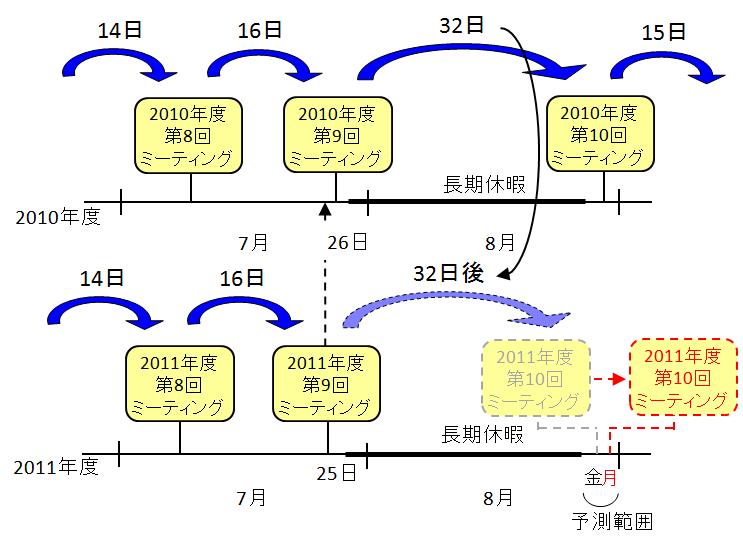 14日
16日
32日
15日
2010年度
第8回
ミーティング
2010年度
第9回
ミーティング
2010年度
第10回
ミーティング
長期休暇
2010年度
7月
26日
8月
14日
16日
32日後
2011年度
第8回
ミーティング
2011年度
第9回
ミーティング
2011年度
第10回
ミーティング
2011年度
第10回
ミーティング
長期休暇
2011年度
25日
金月
7月
8月
予測範囲